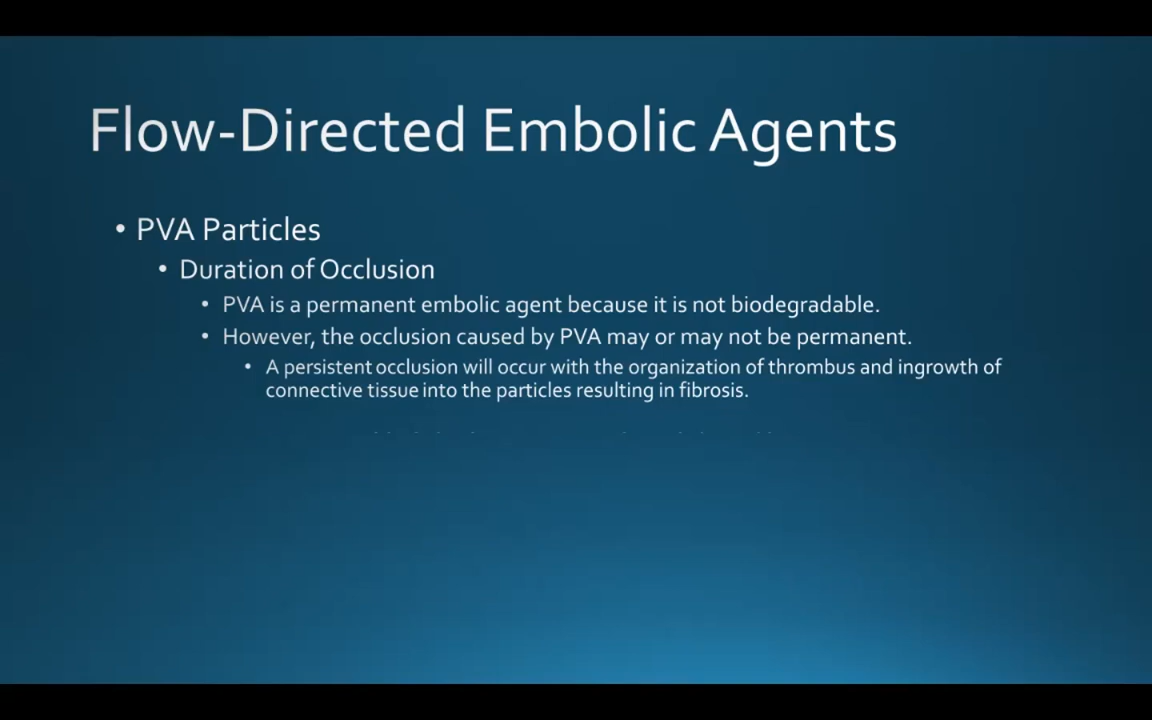 Flow-Directed Embolic Agents
• PVA Particles
• Duration of Occlusion
• PVA is a permanent embolic agent because it is not biodegradable.
• However, the occlusion caused by PVA may or may not be permanent.
• A persistent occlusion will occur with the organization of thrombus and ingrowth of
connective tissue into the particles resulting in fibrosis.